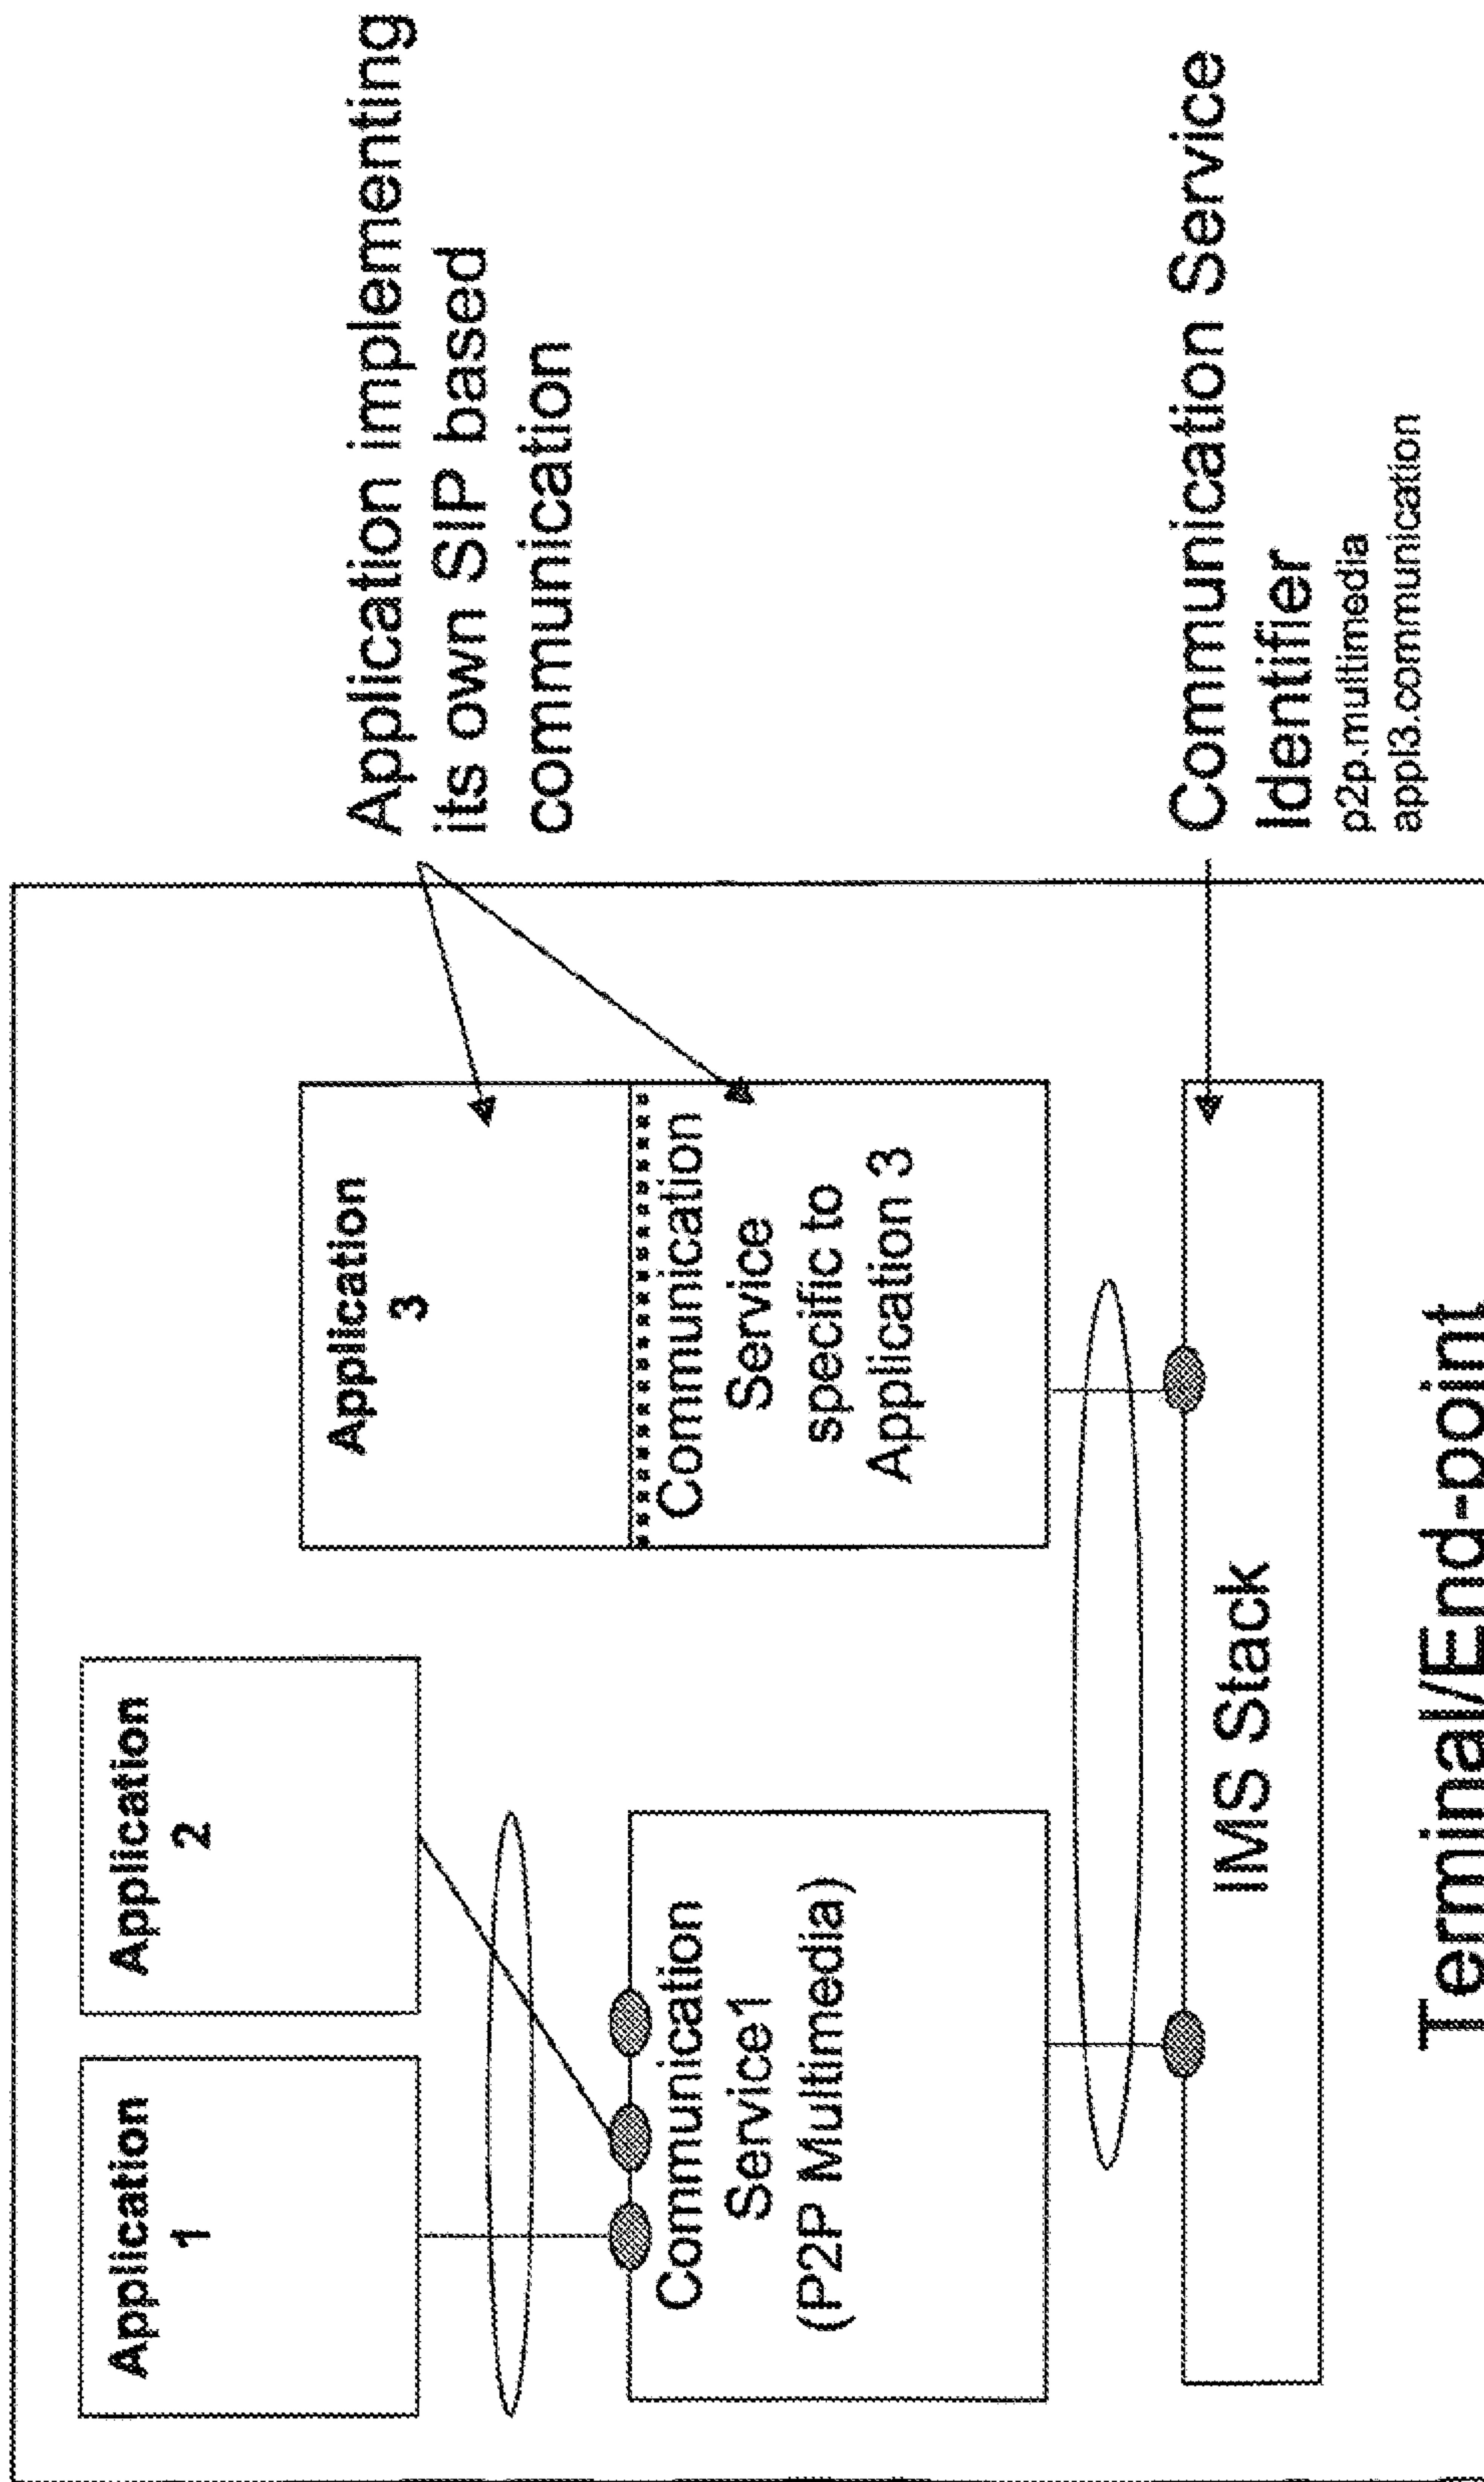 Application
1
Application
2
Application
3
Communication
Service1
(P2P Multimedia)
Communication
Service
specific to
Application 3
IMS Stack
Terminal/End-point
Application implementing
its own SIP based
communication
Communication Service
Identifier
p2p.multimedia
appl3.communication